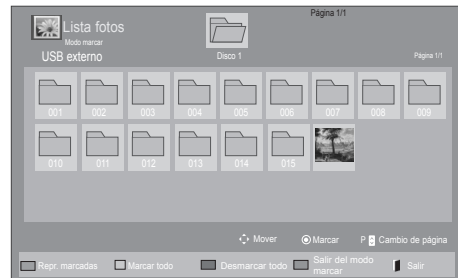 Página 1/1
Lista fotos
Modo marcar
USB externo
Disco 1
Página 1/1
001 002 003 004 005 006 007 008 009
010 011 012 013 014 015
Mover Marcar P Cambio de página
Repr. marcadas Marcar todo Desmarcar todo Salir del modo marcar Salir